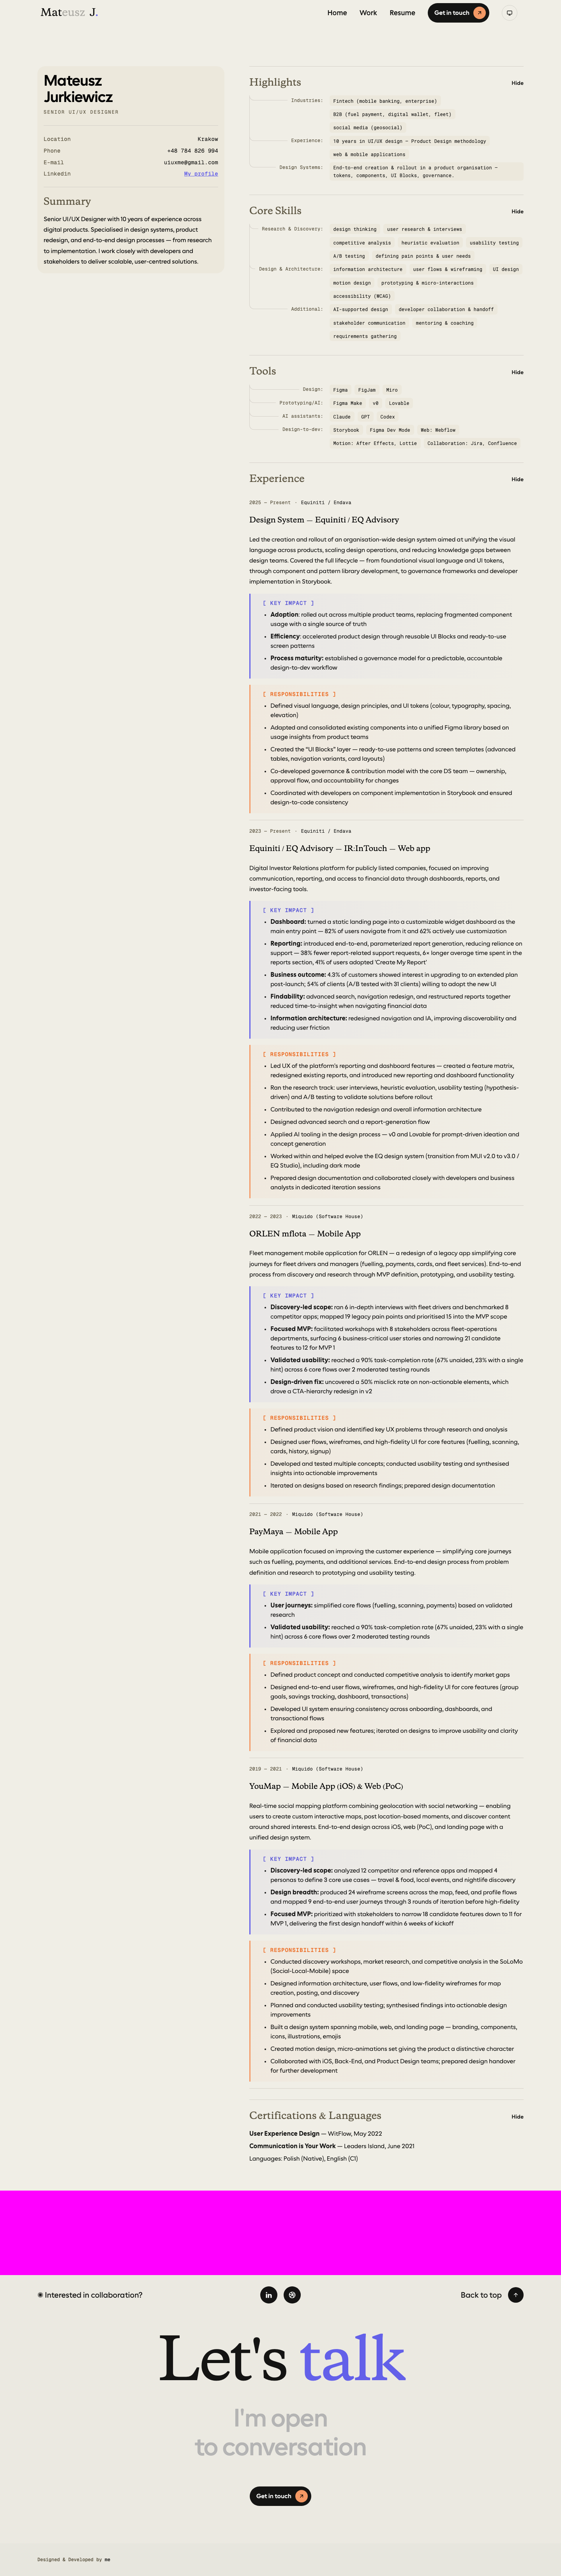 Mateusz J.
Home Work Resume Get in touch
Mateusz
Jurkiewicz
SENIOR UI/UX DESIGNER
Location Krakow
Phone +48 784 826 994
E-mail uiuxme@gmail.com
Linkedin My profile
Summary
Senior UI/UX Designer with 10 years of experience across
digital products. Specialised in design systems, product
redesign, and end-to-end design processes — from research
to implementation. I work closely with developers and
stakeholders to deliver scalable, user-centred solutions.
Highlights Hide
Industries: Fintech (mobile banking, enterprise)
B2B (fuel payment, digital wallet, fleet)
social media (geosocial)
Experience: 10 years in UI/UX design — Product Design methodology
web & mobile applications
Design Systems: End-to-end creation & rollout in a product organisation —
tokens, components, UI Blocks, governance.
Core Skills Hide
Research & Discovery: design thinking user research & interviews
competitive analysis heuristic evaluation usability testing
A/B testing defining pain points & user needs
Design & Architecture: information architecture user flows & wireframing UI design
motion design prototyping & micro-interactions
accessibility (WCAG)
Additional: AI-supported design developer collaboration & handoff
stakeholder communication mentoring & coaching
requirements gathering
Tools Hide
Design: Figma FigJam Miro
Prototyping/AI: Figma Make v0 Lovable
AI assistants: Claude GPT Codex
Design-to-dev: Storybook Figma Dev Mode Web: Webflow
Motion: After Effects, Lottie Collaboration: Jira, Confluence
Experience Hide
2025 — Present · Equiniti / Endava
Design System — Equiniti / EQ Advisory
Led the creation and rollout of an organisation-wide design system aimed at unifying the visual
language across products, scaling design operations, and reducing knowledge gaps between
design teams. Covered the full lifecycle — from foundational visual language and UI tokens,
through component and pattern library development, to governance frameworks and developer
implementation in Storybook.
[ KEY IMPACT ]
• Adoption: rolled out across multiple product teams, replacing fragmented component
usage with a single source of truth
• Efficiency: accelerated product design through reusable UI Blocks and ready-to-use
screen patterns
• Process maturity: established a governance model for a predictable, accountable
design-to-dev workflow
[ RESPONSIBILITIES ]
• Defined visual language, design principles, and UI tokens (colour, typography, spacing,
elevation)
• Adapted and consolidated existing components into a unified Figma library based on
usage insights from product teams
• Created the "UI Blocks" layer — ready-to-use patterns and screen templates (advanced
tables, navigation variants, card layouts)
• Co-developed governance & contribution model with the core DS team — ownership,
approval flow, and accountability for changes
• Coordinated with developers on component implementation in Storybook and ensured
design-to-code consistency
2023 — Present · Equiniti / Endava
Equiniti / EQ Advisory — IR:InTouch — Web app
Digital Investor Relations platform for publicly listed companies, focused on improving
communication, reporting, and access to financial data through dashboards, reports, and
investor-facing tools.
[ KEY IMPACT ]
• Dashboard: turned a static landing page into a customizable widget dashboard as the
main entry point — 82% of users navigate from it and 62% actively use customization
• Reporting: introduced end-to-end, parameterized report generation, reducing reliance on
support — 38% fewer report-related support requests, 6× longer average time spent in the
reports section, 41% of users adopted 'Create My Report'
• Business outcome: 4.3% of customers showed interest in upgrading to an extended plan
post-launch; 54% of clients (A/B tested with 31 clients) willing to adopt the new UI
• Findability: advanced search, navigation redesign, and restructured reports together
reduced time-to-insight when navigating financial data
• Information architecture: redesigned navigation and IA, improving discoverability and
reducing user friction
[ RESPONSIBILITIES ]
• Led UX of the platform's reporting and dashboard features — created a feature matrix,
redesigned existing reports, and introduced new reporting and dashboard functionality
• Ran the research track: user interviews, heuristic evaluation, usability testing (hypothesis-
driven) and A/B testing to validate solutions before rollout
• Contributed to the navigation redesign and overall information architecture
• Designed advanced search and a report-generation flow
• Applied AI tooling in the design process — v0 and Lovable for prompt-driven ideation and
concept generation
• Worked within and helped evolve the EQ design system (transition from MUI v2.0 to v3.0 /
EQ Studio), including dark mode
• Prepared design documentation and collaborated closely with developers and business
analysts in dedicated iteration sessions
2022 — 2023 · Miquido (Software House)
ORLEN mflota — Mobile App
Fleet management mobile application for ORLEN — a redesign of a legacy app simplifying core
journeys for fleet drivers and managers (fuelling, payments, cards, and fleet services). End-to-end
process from discovery and research through MVP definition, prototyping, and usability testing.
[ KEY IMPACT ]
• Discovery-led scope: ran 6 in-depth interviews with fleet drivers and benchmarked 8
competitor apps; mapped 19 legacy pain points and prioritised 15 into the MVP scope
• Focused MVP: facilitated workshops with 8 stakeholders across fleet-operations
departments, surfacing 6 business-critical user stories and narrowing 21 candidate
features to 12 for MVP 1
• Validated usability: reached a 90% task-completion rate (67% unaided, 23% with a single
hint) across 6 core flows over 2 moderated testing rounds
• Design-driven fix: uncovered a 50% misclick rate on non-actionable elements, which
drove a CTA-hierarchy redesign in v2
[ RESPONSIBILITIES ]
• Defined product vision and identified key UX problems through research and analysis
• Designed user flows, wireframes, and high-fidelity UI for core features (fuelling, scanning,
cards, history, signup)
• Developed and tested multiple concepts; conducted usability testing and synthesised
insights into actionable improvements
• Iterated on designs based on research findings; prepared design documentation
2021 — 2022 · Miquido (Software House)
PayMaya — Mobile App
Mobile application focused on improving the customer experience — simplifying core journeys
such as fuelling, payments, and additional services. End-to-end design process from problem
definition and research to prototyping and usability testing.
[ KEY IMPACT ]
• User journeys: simplified core flows (fuelling, scanning, payments) based on validated
research
• Validated usability: reached a 90% task-completion rate (67% unaided, 23% with a single
hint) across 6 core flows over 2 moderated testing rounds
[ RESPONSIBILITIES ]
• Defined product concept and conducted competitive analysis to identify market gaps
• Designed end-to-end user flows, wireframes, and high-fidelity UI for core features (group
goals, savings tracking, dashboard, transactions)
• Developed UI system ensuring consistency across onboarding, dashboards, and
transactional flows
• Explored and proposed new features; iterated on designs to improve usability and clarity
of financial data
2019 — 2021 · Miquido (Software House)
YouMap — Mobile App (iOS) & Web (PoC)
Real-time social mapping platform combining geolocation with social networking — enabling
users to create custom interactive maps, post location-based moments, and discover content
around shared interests. End-to-end design across iOS, web (PoC), and landing page with a
unified design system.
[ KEY IMPACT ]
• Discovery-led scope: analyzed 12 competitor and reference apps and mapped 4
personas to define 3 core use cases — travel & food, local events, and nightlife discovery
• Design breadth: produced 24 wireframe screens across the map, feed, and profile flows
and mapped 9 end-to-end user journeys through 3 rounds of iteration before high-fidelity
• Focused MVP: prioritized with stakeholders to narrow 18 candidate features down to 11 for
MVP 1, delivering the first design handoff within 6 weeks of kickoff
[ RESPONSIBILITIES ]
• Conducted discovery workshops, market research, and competitive analysis in the SoLoMo
(Social-Local-Mobile) space
• Designed information architecture, user flows, and low-fidelity wireframes for map
creation, posting, and discovery
• Planned and conducted usability testing; synthesised findings into actionable design
improvements
• Built a design system spanning mobile, web, and landing page — branding, components,
icons, illustrations, emojis
• Created motion design, micro-animations set giving the product a distinctive character
• Collaborated with iOS, Back-End, and Product Design teams; prepared design handover
for further development
Certifications & Languages Hide
User Experience Design — WitFlow, May 2022
Communication is Your Work — Leaders Island, June 2021
Languages: Polish (Native), English (C1)
Interested in collaboration? in Back to top
Let's talk
I'm open
to conversation
Get in touch
Designed & Developed by me